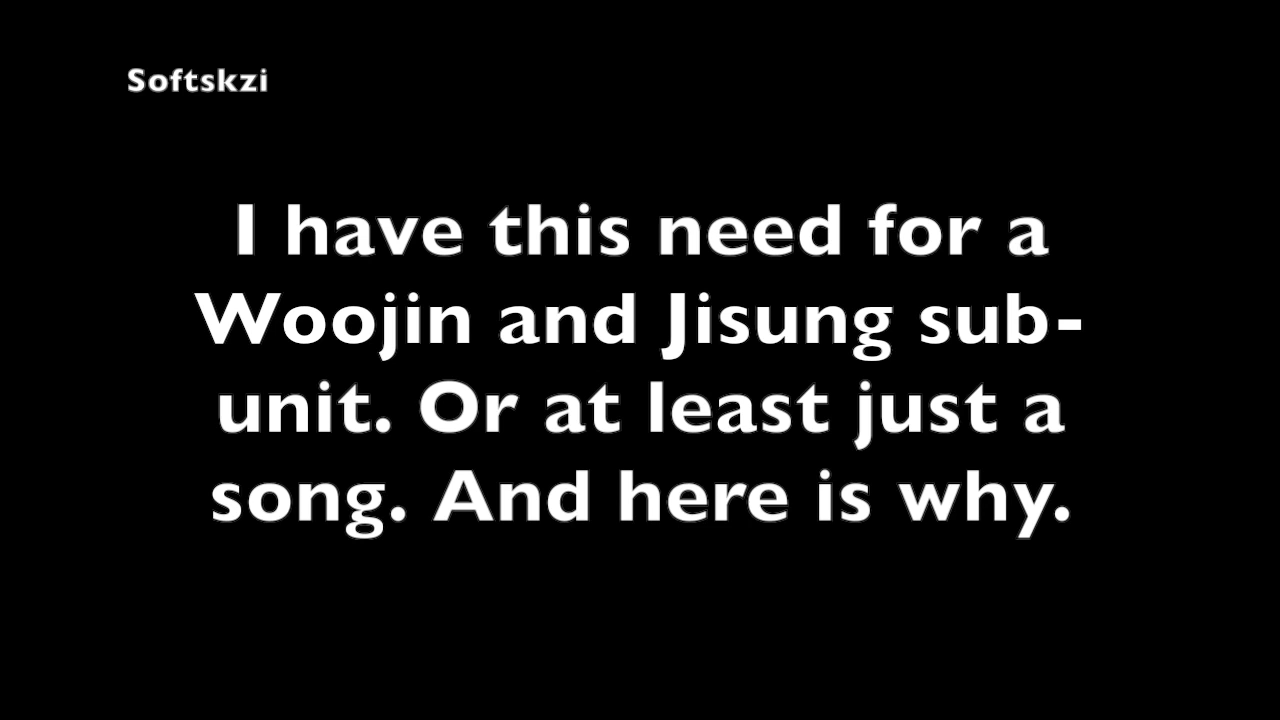 Softskzi
I have this need for a
Woojin and Jisung sub-
unit. Or at least just a
song. And here is why.